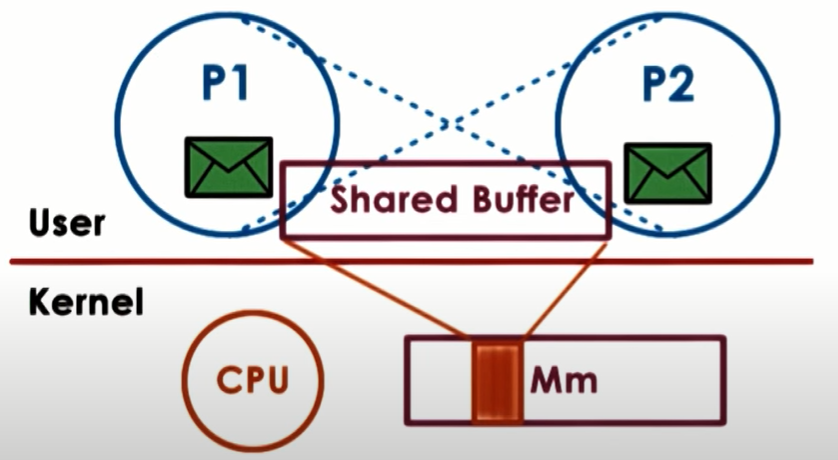 P1
P2
Shared Buffer
User
Kernel
CPU
Mm